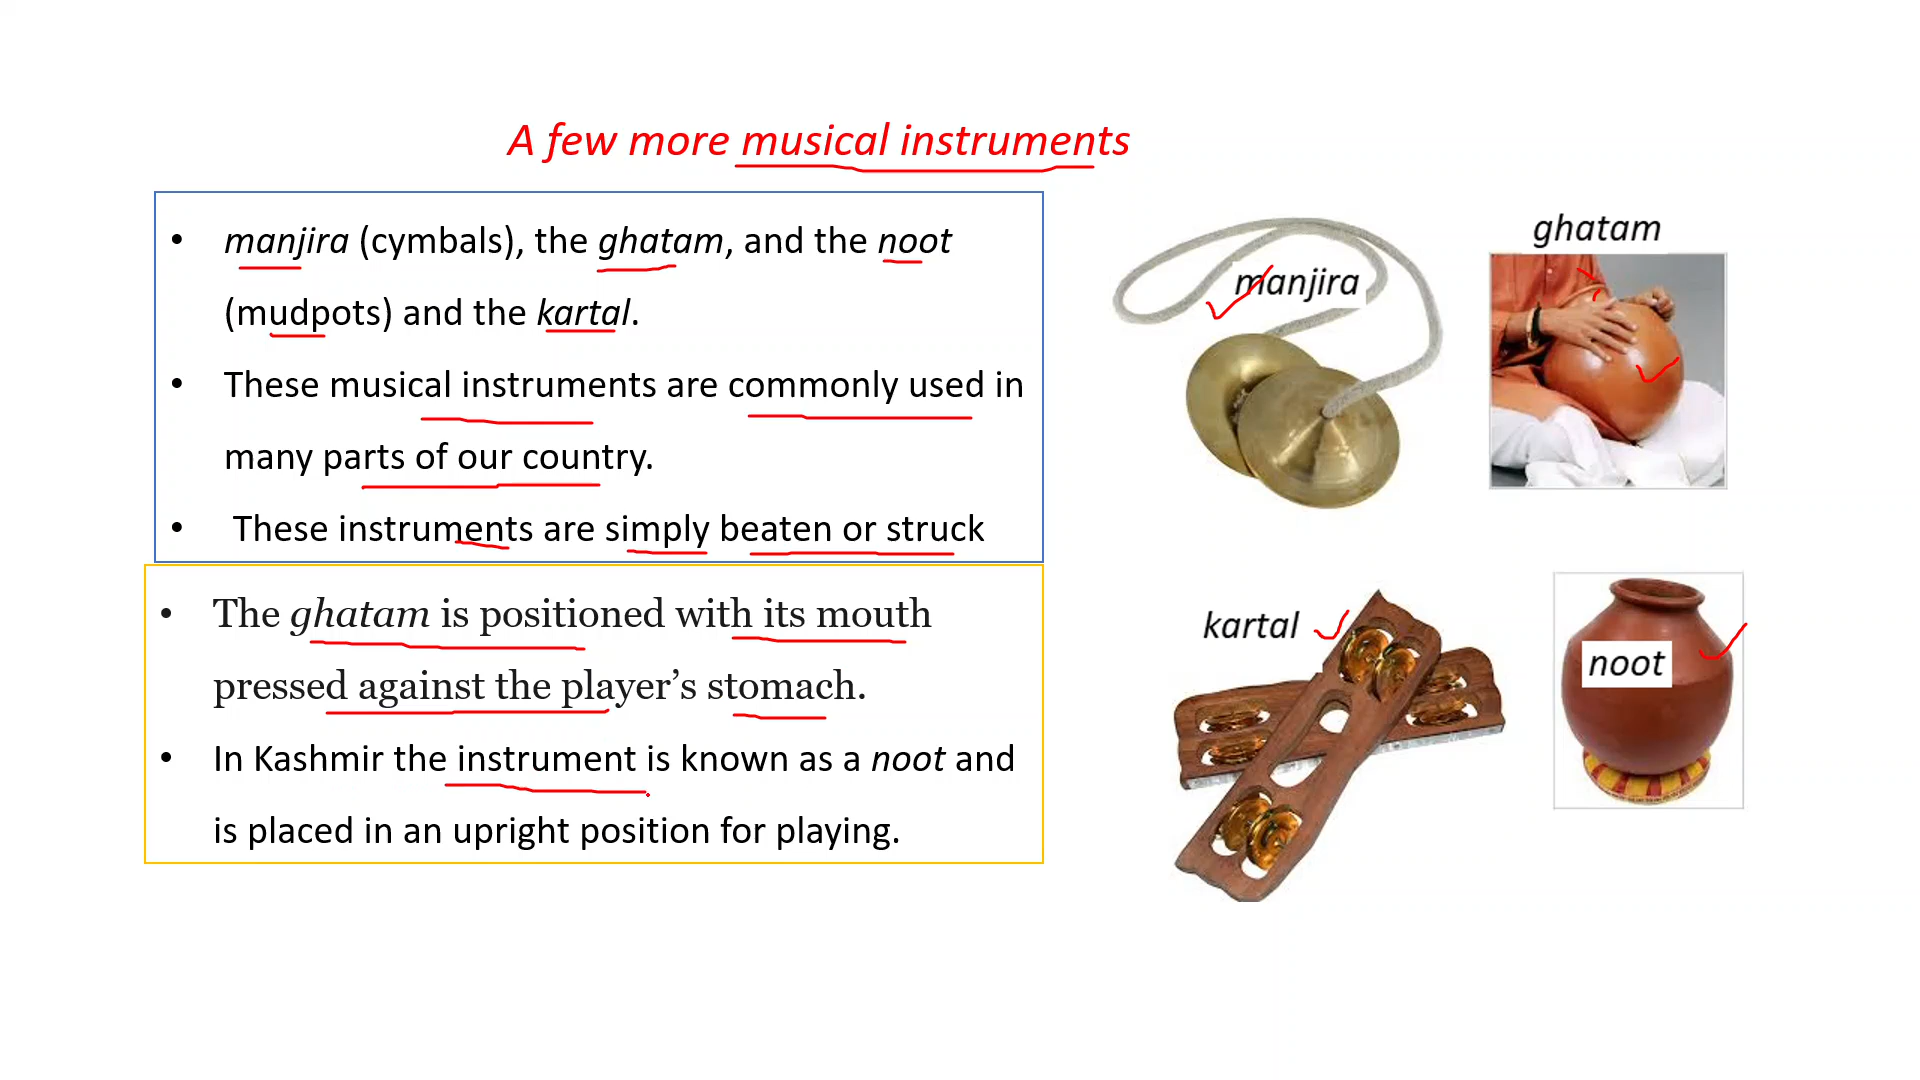 A few more musical instruments
• manjira (cymbals), the ghatam, and the noot
(mudpots) and the kartal.
• These musical instruments are commonly used in
many parts of our country.
• These instruments are simply beaten or struck
• The ghatam is positioned with its mouth
pressed against the player’s stomach.
• In Kashmir the instrument is known as a noot and
is placed in an upright position for playing.
manjira
ghatam
kartal
noot